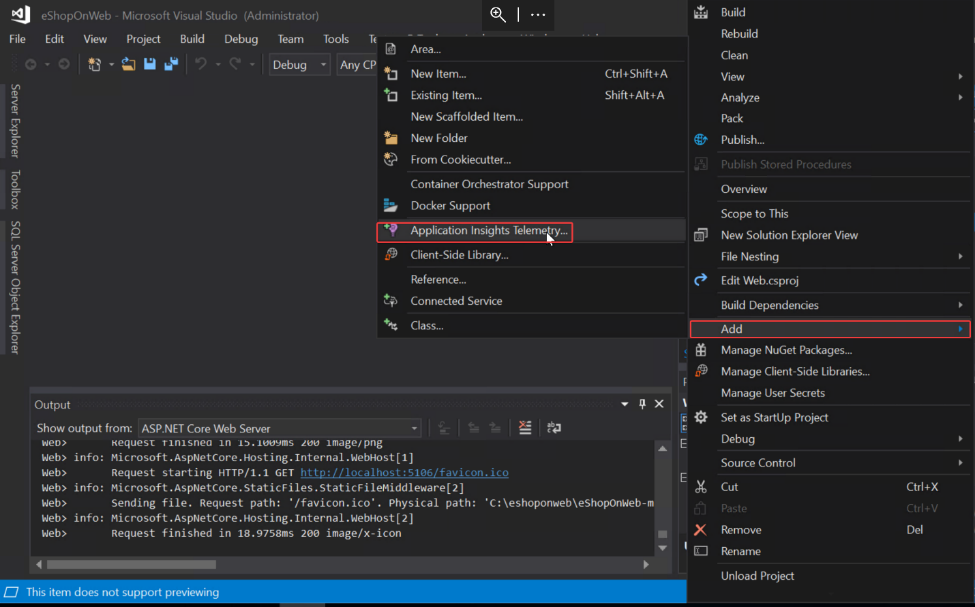 eShopOnWeb - Microsoft Visual Studio (Administrator)
File Edit View Project Build Debug Team Tools
Debug Any CP
Server Explorer
Toolbox
SQL Server Object Explorer
Area...
New Item... Ctrl+Shift+A
Existing Item... Shift+Alt+A
New Scaffolded Item...
New Folder
From Cookiecutter...
Container Orchestrator Support
Docker Support
Application Insights Telemetry...
Client-Side Library...
Reference...
Connected Service
Class...
Build
Rebuild
Clean
View
Analyze
Pack
Publish...
Publish Stored Procedures
Overview
Scope to This
New Solution Explorer View
File Nesting
Edit Web.csproj
Build Dependencies
Add
Manage NuGet Packages...
Manage Client-Side Libraries...
Manage User Secrets
Set as StartUp Project
Debug
Source Control
Cut Ctrl+X
Paste Ctrl+V
Remove Del
Rename
Unload Project
Output
Show output from: ASP.NET Core Web Server
Web> Request finished in 15.1009ms 200 image/png
Web> info: Microsoft.AspNetCore.Hosting.Internal.WebHost[1]
Web> Request starting HTTP/1.1 GET http://localhost:5106/favicon.ico
Web> info: Microsoft.AspNetCore.StaticFiles.StaticFileMiddleware[2]
Web> Sending file. Request path: '/favicon.ico'. Physical path: 'C:\eshoponweb\eShopOnWeb-m
Web> info: Microsoft.AspNetCore.Hosting.Internal.WebHost[2]
Web> Request finished in 18.9758ms 200 image/x-icon
This item does not support previewing